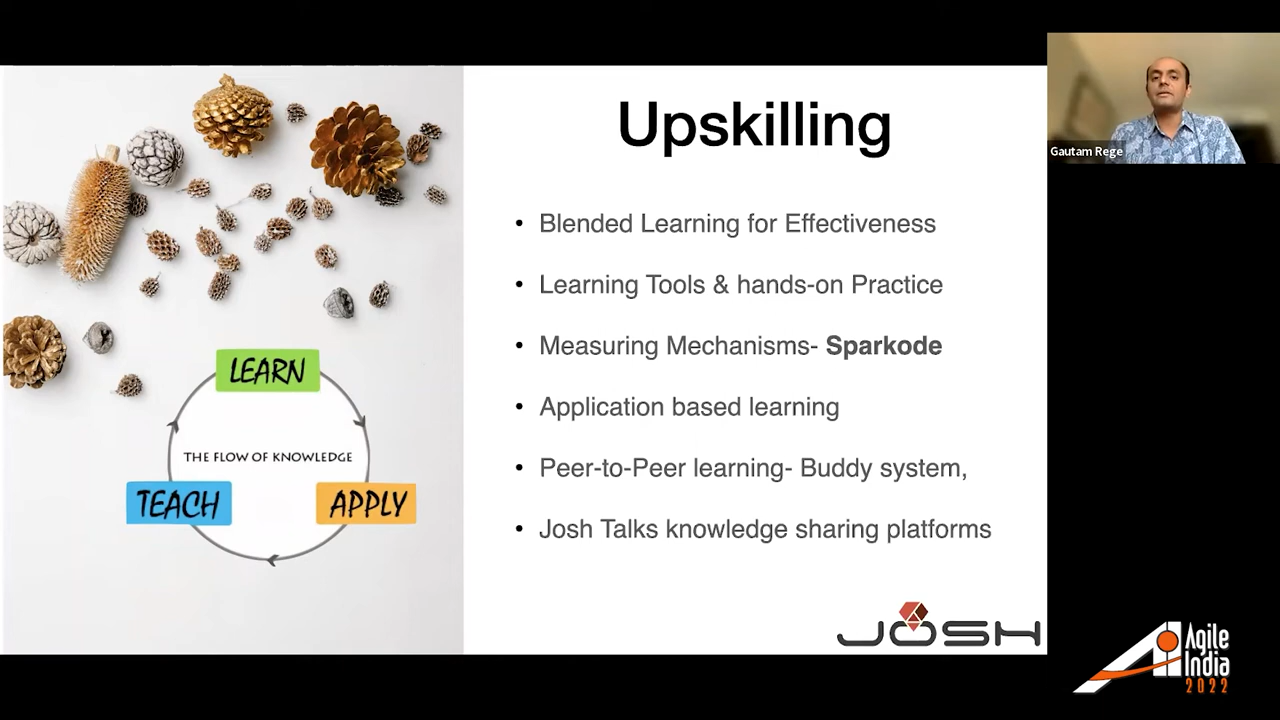 Upskilling
• Blended Learning for Effectiveness
• Learning Tools & hands-on Practice
• Measuring Mechanisms- Sparkode
• Application based learning
• Peer-to-Peer learning- Buddy system,
• Josh Talks knowledge sharing platforms
LEARN
THE FLOW OF KNOWLEDGE
TEACH
APPLY
JOSH
Gautam Rege
Agile
India
2022